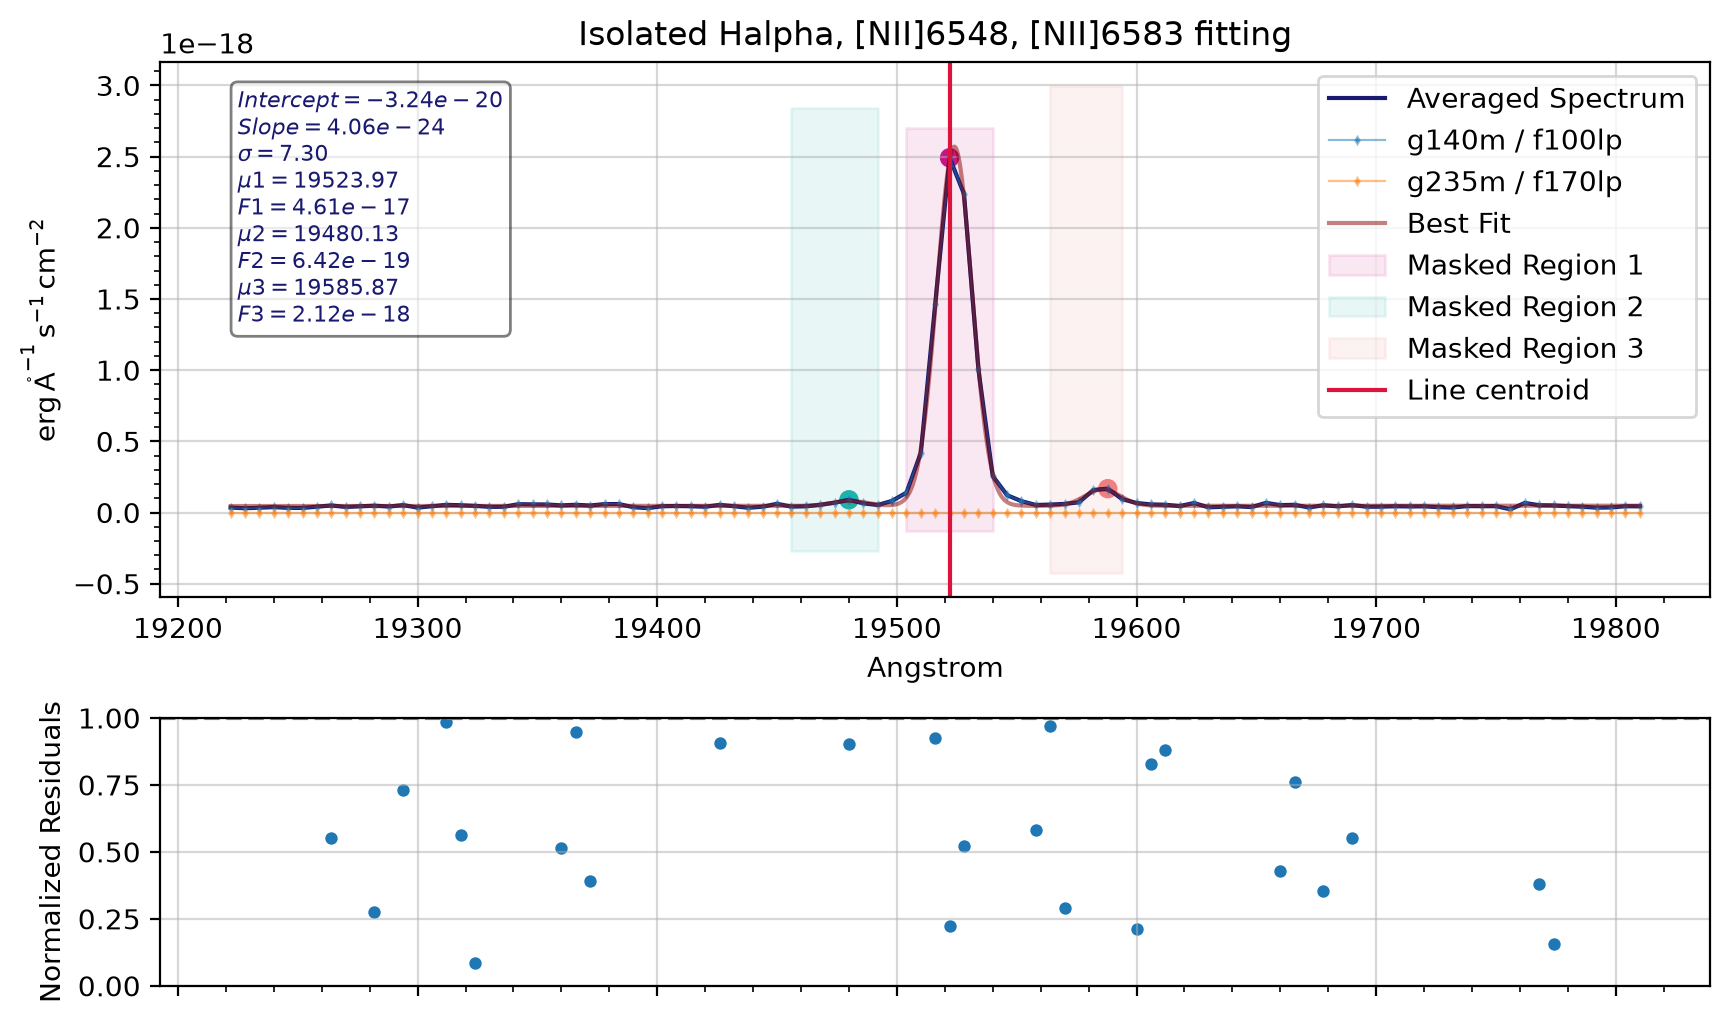 Isolated Halpha, [NII]6548, [NII]6583 fitting
1e−18
3.0
2.5
2.0
1.5
1.0
0.5
0.0
−0.5
erg Å⁻¹ s⁻¹ cm⁻²
Intercept = −3.24e − 20
Slope = 4.06e − 24
σ = 7.30
μ1 = 19523.97
F1 = 4.61e − 17
μ2 = 19480.13
F2 = 6.42e − 19
μ3 = 19585.87
F3 = 2.12e − 18
Averaged Spectrum
g140m / f100lp
g235m / f170lp
Best Fit
Masked Region 1
Masked Region 2
Masked Region 3
Line centroid
19200 19300 19400 19500 19600 19700 19800
Angstrom
1.00
0.75
0.50
0.25
0.00
Normalized Residuals